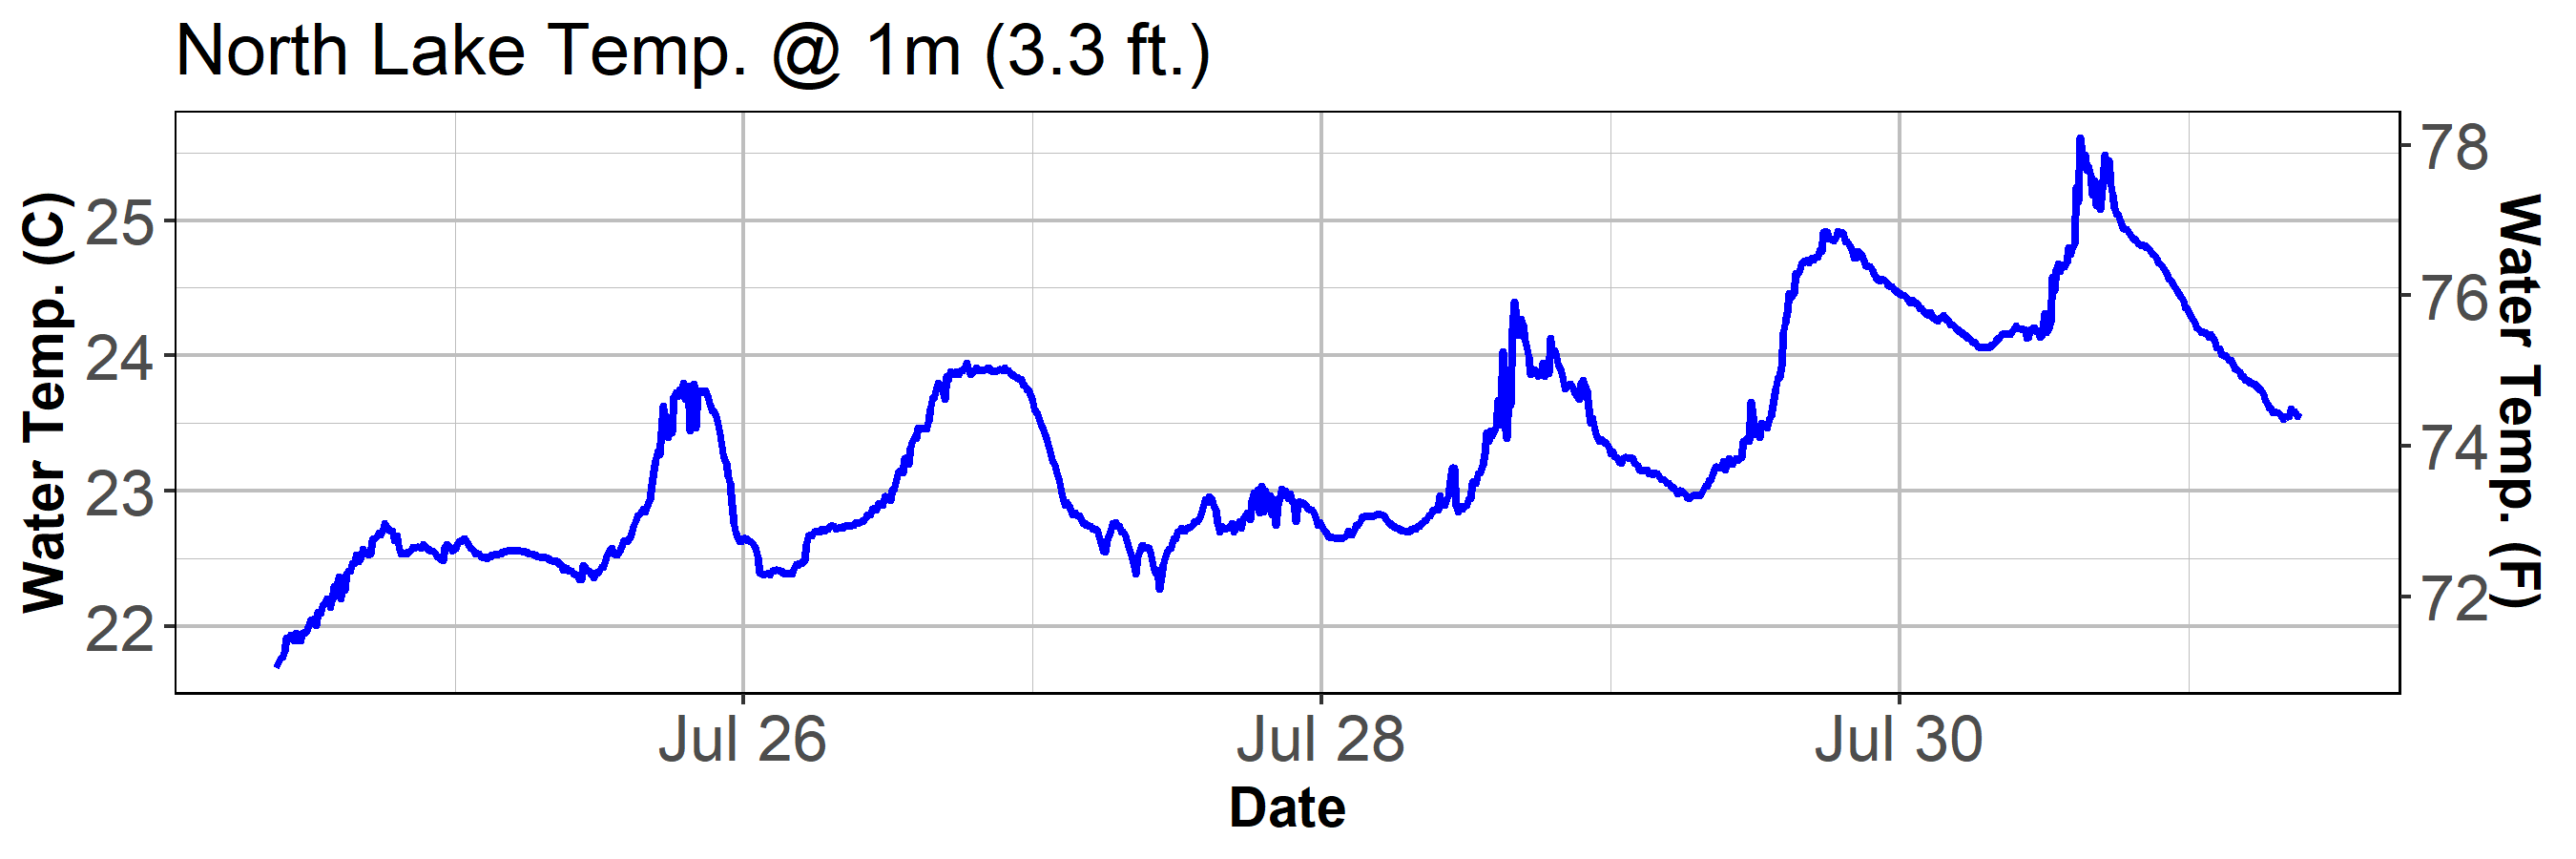 North Lake Temp. @ 1m (3.3 ft.)
Water Temp. (C)
25
24
23
22
78
76
74
72
Water Temp. (F)
Jul 26
Jul 28
Jul 30
Date